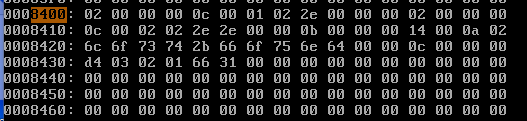 0008400: 02 00 00 00 0c 00 01 02 2e 00 00 00 02 00 00 00
0008410: 0c 00 02 02 2e 2e 00 00 0b 00 00 00 14 00 0a 02
0008420: 6c 6f 73 74 2b 66 6f 75 6e 64 00 00 0c 00 00 00
0008430: d4 03 02 01 66 31 00 00 00 00 00 00 00 00 00 00
0008440: 00 00 00 00 00 00 00 00 00 00 00 00 00 00 00 00
0008450: 00 00 00 00 00 00 00 00 00 00 00 00 00 00 00 00
0008460: 00 00 00 00 00 00 00 00 00 00 00 00 00 00 00 00